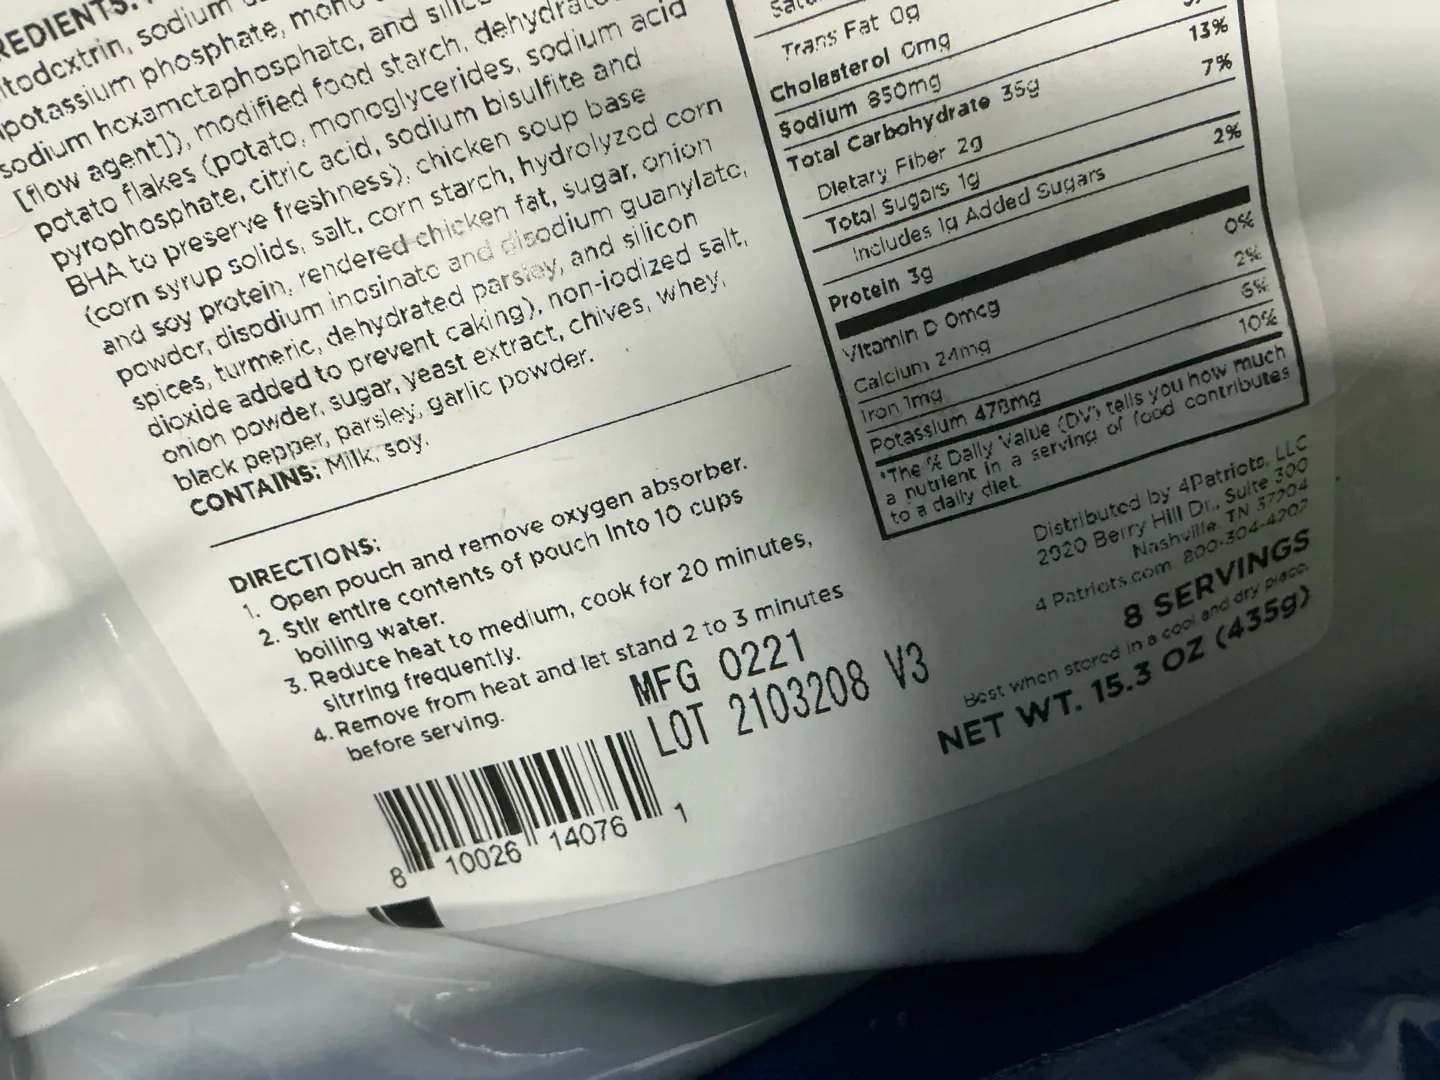 REDIENTS:
sodium
potassium phosphate, mono
sodium hexametaphosphate, and
[flow agent]), modified food starch, dehydrated
potato flakes (potato, monoglycerides, sodium acid
pyrophosphate, citric acid, sodium bisulfite and
BHA to preserve freshness), chicken soup base
(corn syrup solids, salt, corn starch, hydrolyzed corn
and soy protein, rendered chicken fat, sugar, onion
powder, disodium inosinate and disodium guanylate,
spices, turmeric, dehydrated parsley, and silicon
dioxide added to prevent caking), non-iodized salt,
onion powder, sugar, yeast extract, chives, whey,
black pepper, parsley, garlic powder.
CONTAINS: Milk, soy.
DIRECTIONS:
1. Open pouch and remove oxygen absorber.
2. Stir entire contents of pouch into 10 cups
boiling water.
3. Reduce heat to medium, cook for 20 minutes,
stirring frequently.
4. Remove from heat and let stand 2 to 3 minutes
before serving.
MFG 0221
LOT 2103208 V3
8 10026 14076 1
Trans Fat 0g
Cholesterol 0mg
Sodium 850mg
13%
Total Carbohydrate 35g
7%
Dietary Fiber 2g
Total Sugars 1g
Includes 1g Added Sugars 2%
Protein 3g
Vitamin D 0mcg 0%
Calcium 24mg 2%
Iron 1mg 6%
Potassium 478mg 10%
*The % Daily Value (DV) tells you how much
a nutrient in a serving of food contributes
to a daily diet.
Distributed by 4Patriots, LLC
2920 Berry Hill Dr., Suite 300
Nashville, TN 37204
4Patriots.com 800-304-4202
8 SERVINGS
Best when stored in a cool and dry place.
NET WT. 15.3 OZ (435g)